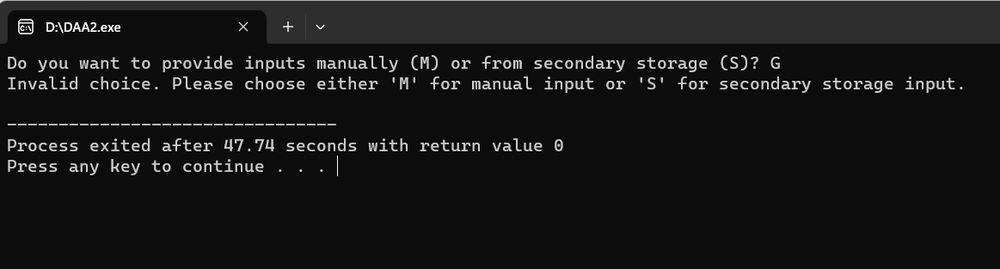 D:\DAA2.exe
Do you want to provide inputs manually (M) or from secondary storage (S)? G
Invalid choice. Please choose either 'M' for manual input or 'S' for secondary storage input.
--------------------------------
Process exited after 47.74 seconds with return value 0
Press any key to continue . . .